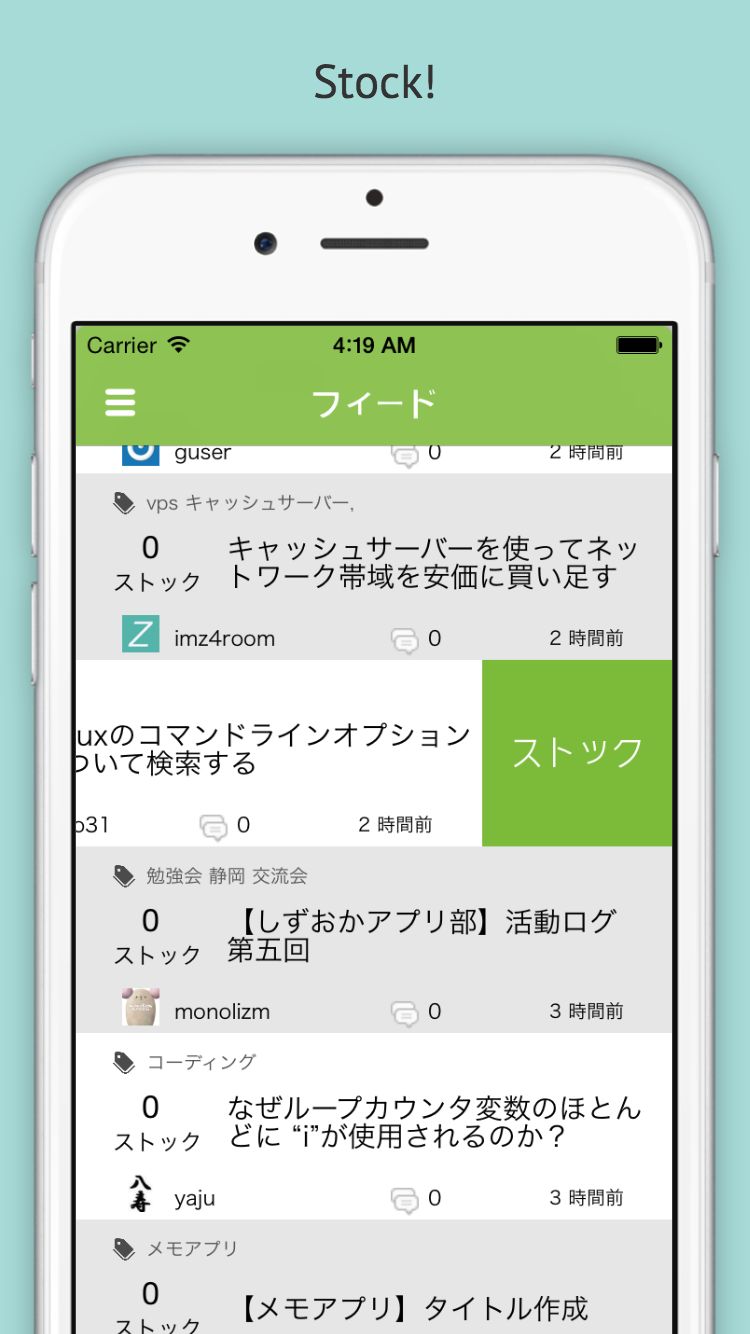 Stock!
Carrier 4:19 AM
フィード
guser 0 2 時間前
vps キャッシュサーバー,
0
ストック
キャッシュサーバーを使ってネッ
トワーク帯域を安価に買い足す
Z
imz4room 0 2 時間前
uxのコマンドラインオプション
ついて検索する
ストック
o31 0 2 時間前
勉強会 静岡 交流会
0
ストック
【しずおかアプリ部】活動ログ
第五回
monolizm 0 3 時間前
コーディング
0
ストック
なぜループカウンタ変数のほとん
どに “i”が使用されるのか？
八寿
yaju 0 3 時間前
メモアプリ
0
ストック
【メモアプリ】タイトル作成